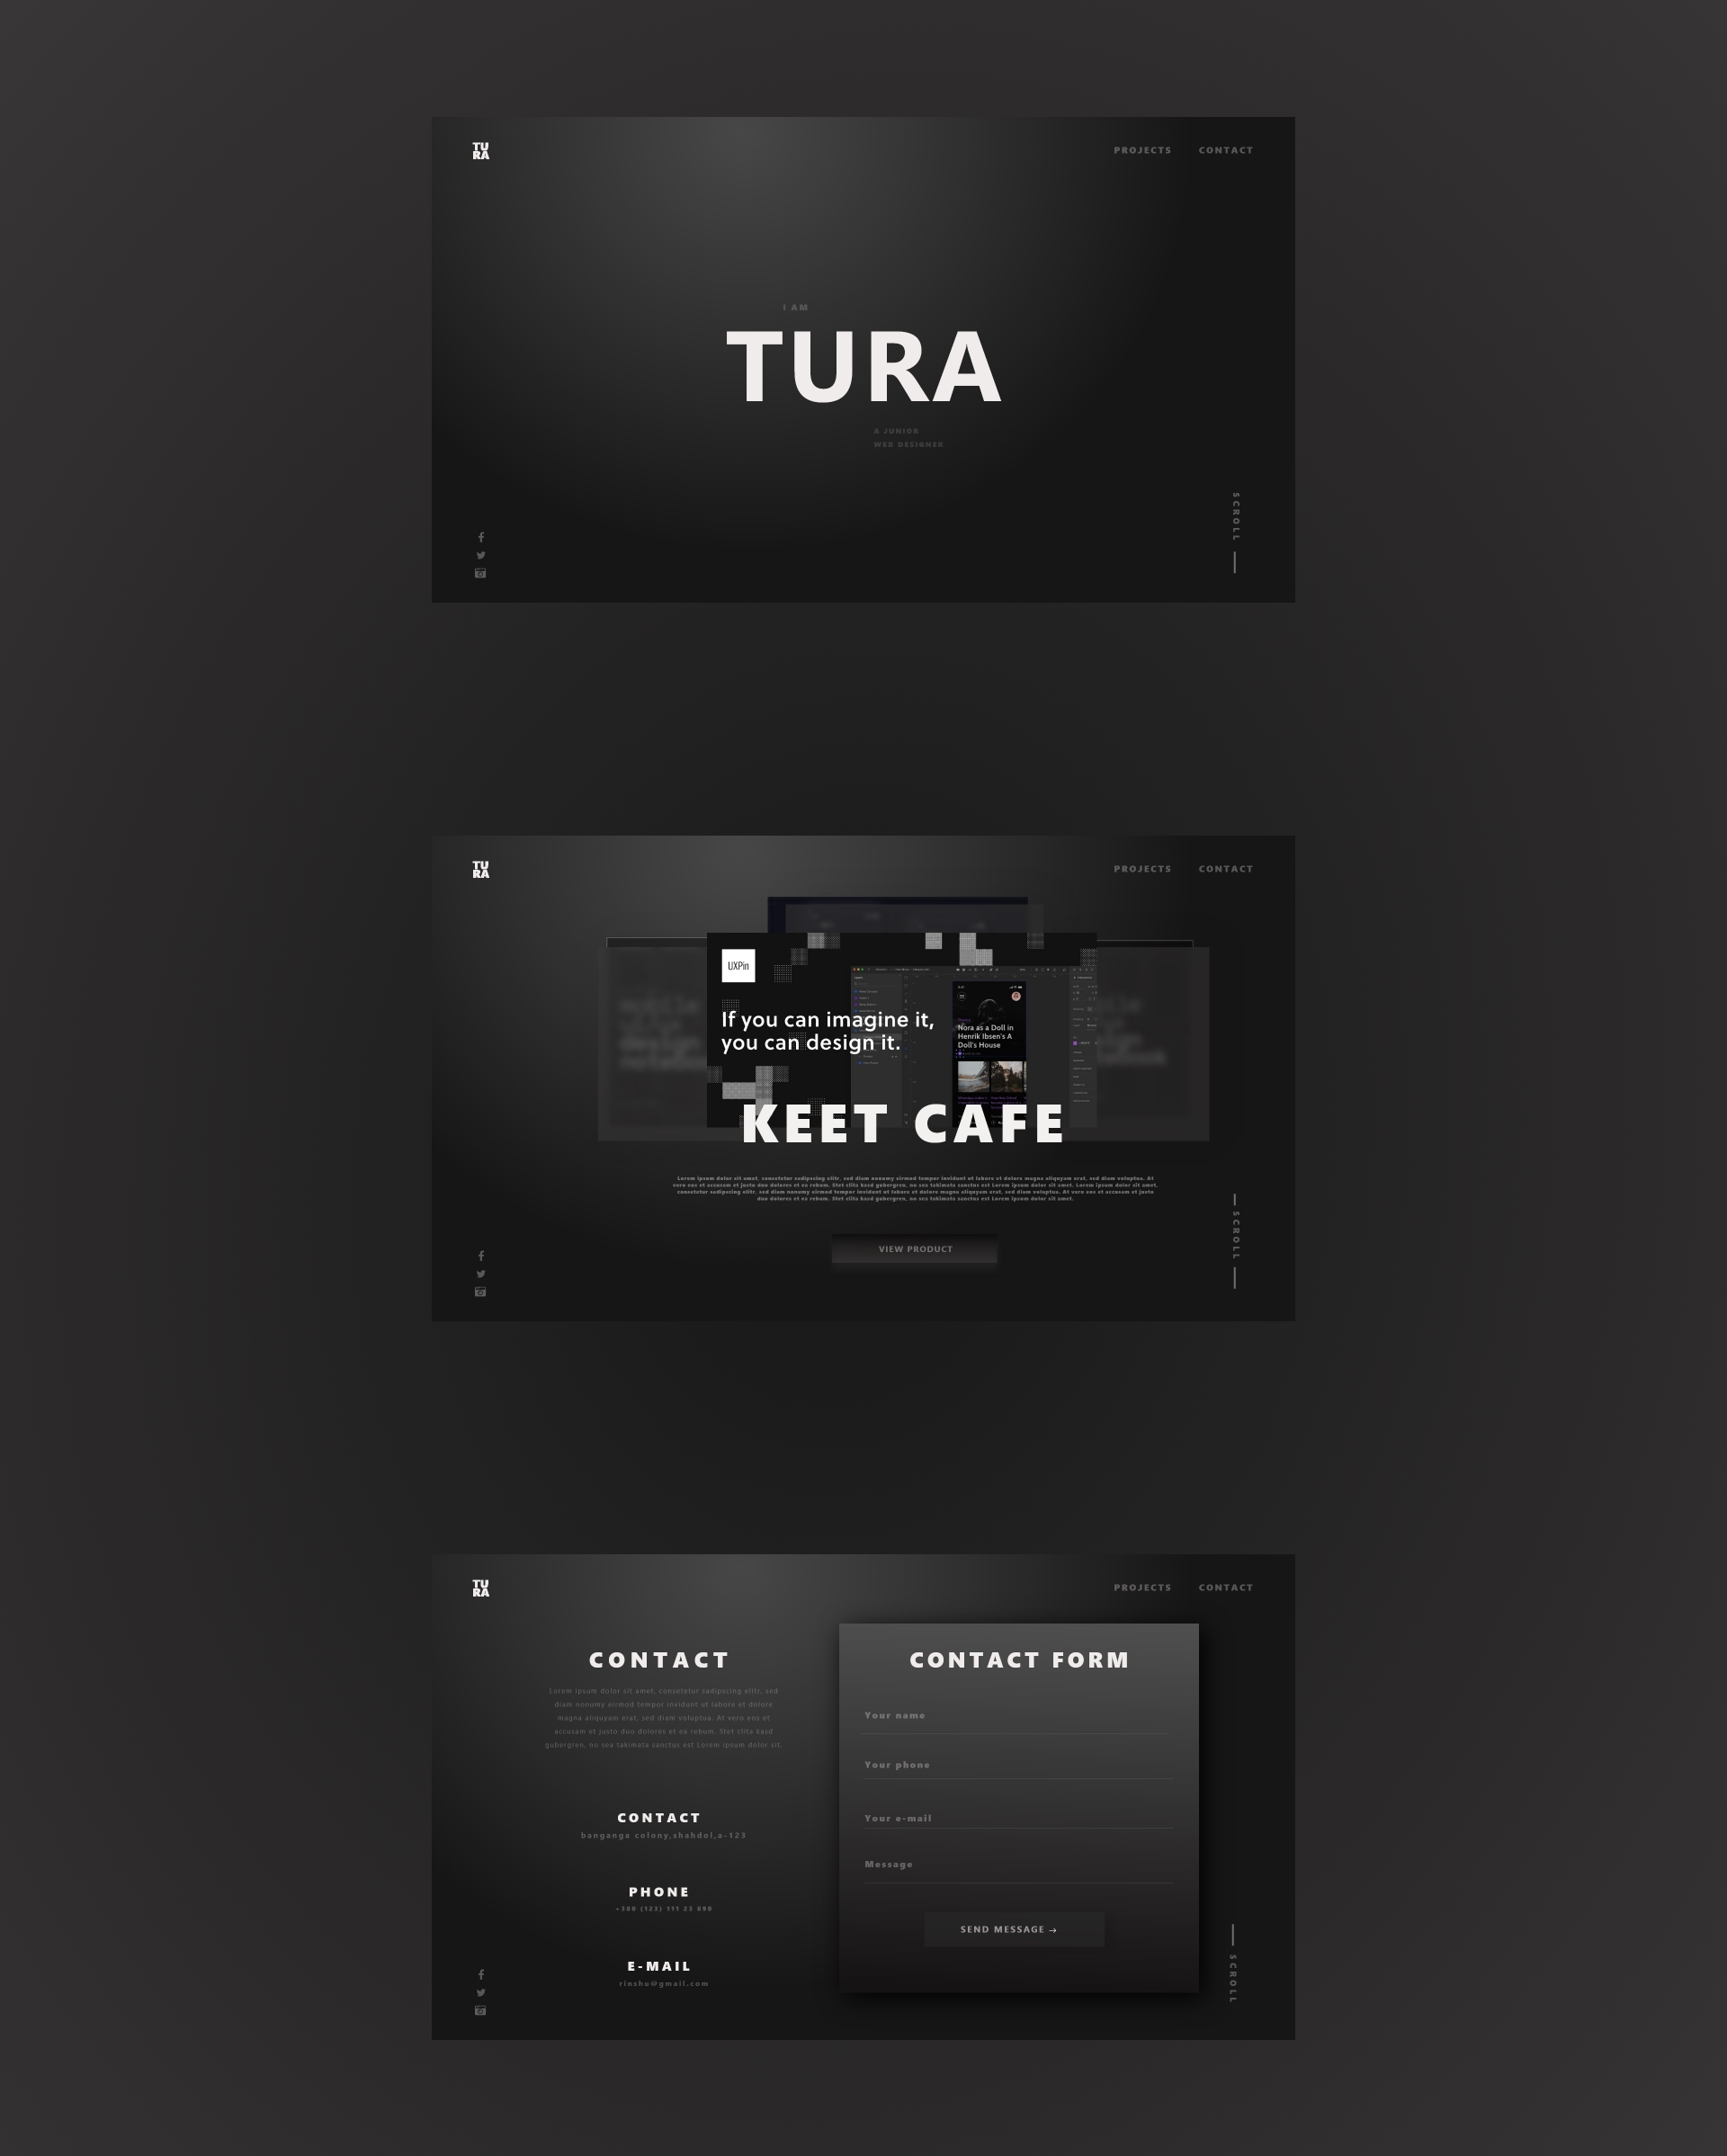 TU
RA
PROJECTS CONTACT
I AM
TURA
A JUNIOR
WEB DESIGNER
SCROLL
TU
RA
PROJECTS CONTACT
UXPin
If you can imagine it,
you can design it.
Nora as a Doll in
Henrik Ibsen's A
Doll's House
mobile
design
notebook
KEET CAFE
Lorem ipsum dolor sit amet, consetetur sadipscing elitr, sed diam nonumy eirmod tempor invidunt ut labore et dolore magna aliquyam erat, sed diam voluptua. At
vero eos et accusam et justo duo dolores et ea rebum. Stet clita kasd gubergren, no sea takimata sanctus est Lorem ipsum dolor sit amet. Lorem ipsum dolor sit amet,
consetetur sadipscing elitr, sed diam nonumy eirmod tempor invidunt ut labore et dolore magna aliquyam erat, sed diam voluptua. At vero eos et accusam et justo
duo dolores et ea rebum. Stet clita kasd gubergren, no sea takimata sanctus est Lorem ipsum dolor sit amet.
SCROLL
VIEW PRODUCT
TU
RA
PROJECTS CONTACT
CONTACT
Lorem ipsum dolor sit amet, consetetur sadipscing elitr, sed
diam nonumy eirmod tempor invidunt ut labore et dolore
magna aliquyam erat, sed diam voluptua. At vero eos et
accusam et justo duo dolores et ea rebum. Stet clita kasd
gubergren, no sea takimata sanctus est Lorem ipsum dolor sit.
CONTACT
banganga colony,shahdol,a-123
PHONE
+380 (123) 111 23 890
E-MAIL
rinshu@gmail.com
CONTACT FORM
Your name
Your phone
Your e-mail
Message
SEND MESSAGE →
SCROLL